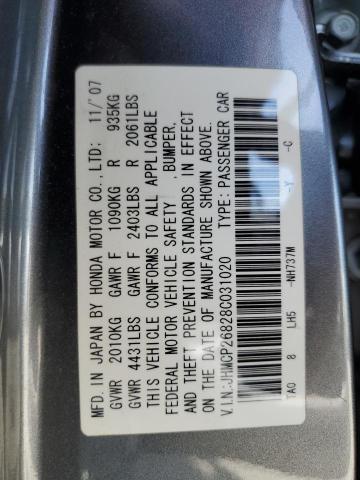 MFD. IN JAPAN BY HONDA MOTOR CO.,LTD: 11/'07
GVWR 2010KG GAWR F 1090KG R 935KG
GVWR 4431LBS GAWR F 2403LBS R 2061LBS
THIS VEHICLE CONFORMS TO ALL APPLICABLE
FEDERAL MOTOR VEHICLE SAFETY , BUMPER,
AND THEFT PREVENTION STANDARDS IN EFFECT
ON THE DATE OF MANUFACTURE SHOWN ABOVE.
V.I.N:JHMCP26828C031020 TYPE: PASSENGER CAR
TA0 8 LH5 -NH737M -Y -C